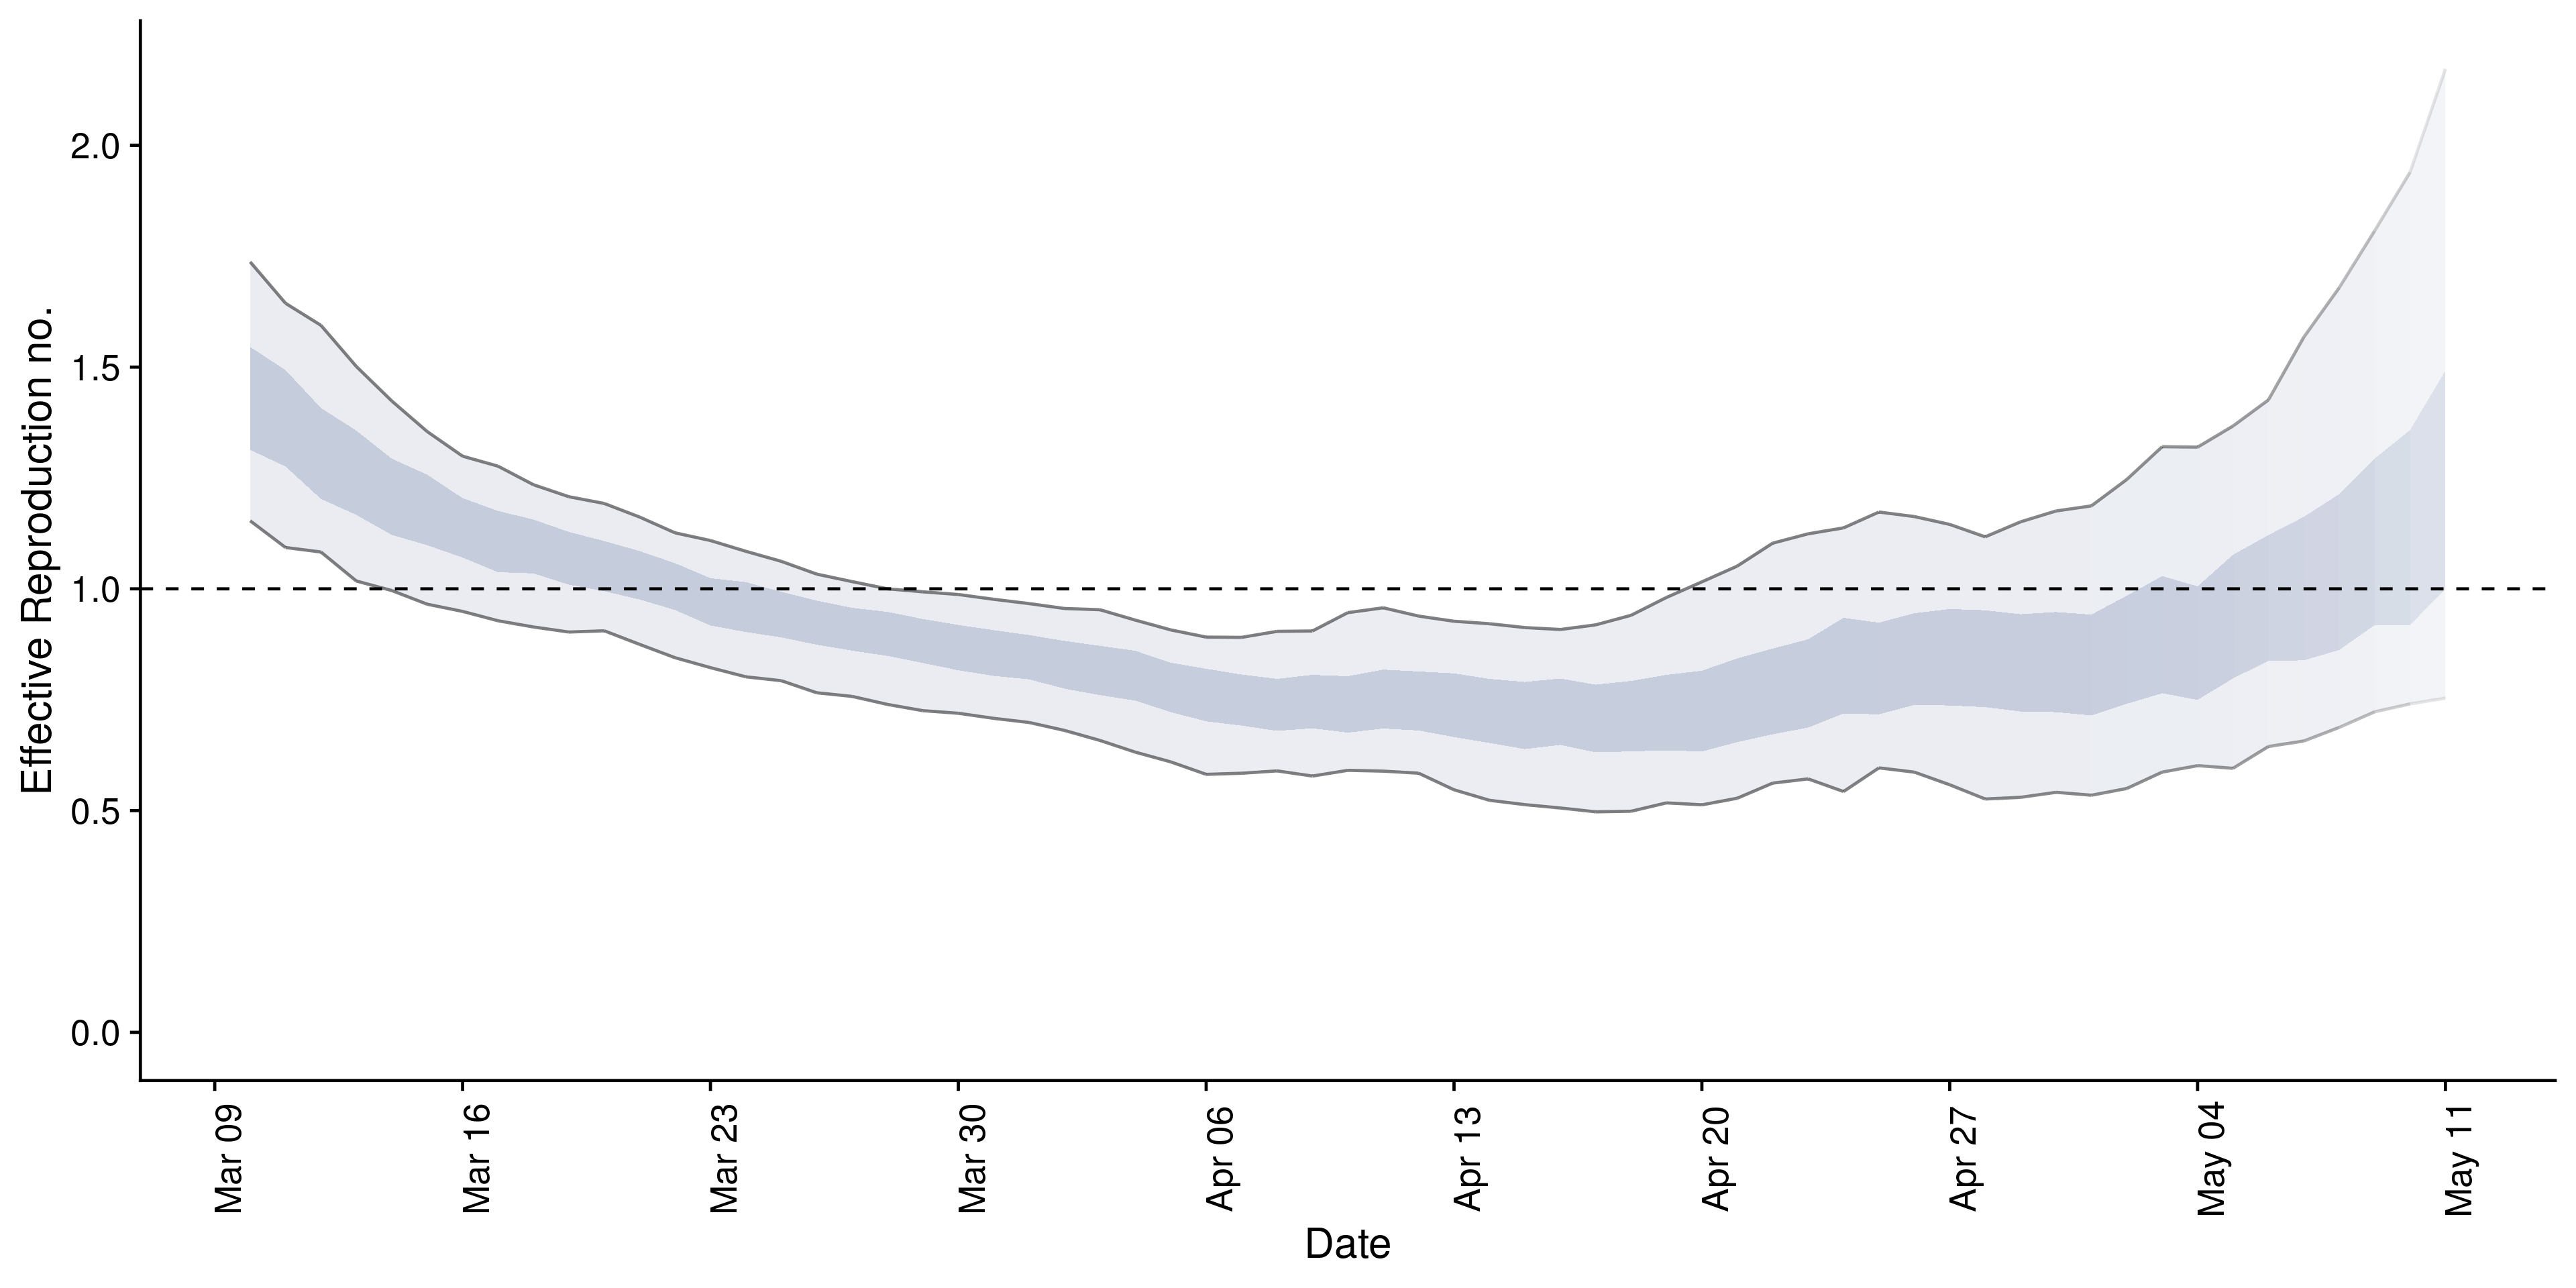 Effective Reproduction no.
2.0
1.5
1.0
0.5
0.0
Mar 09
Mar 16
Mar 23
Mar 30
Apr 06
Apr 13
Apr 20
Apr 27
May 04
May 11
Date